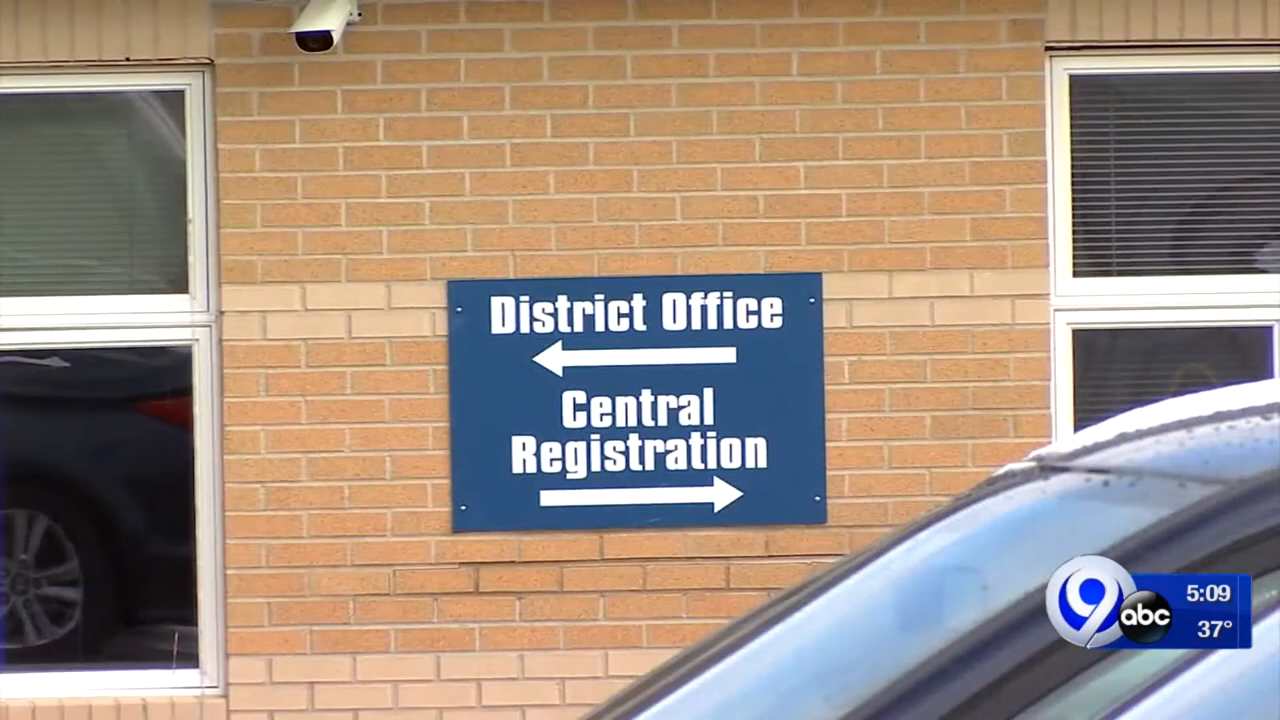 District Office
Central
Registration
9 abc
5:09
37°